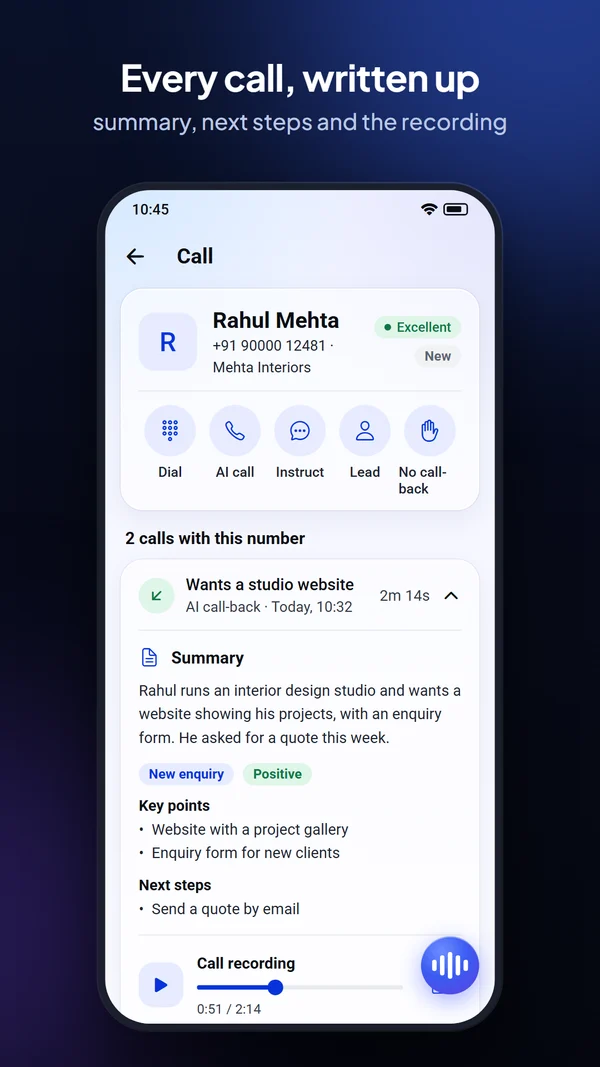 Every call, written up
summary, next steps and the recording
10:45
Call
R
Rahul Mehta
+91 90000 12481 ·
Mehta Interiors
Excellent
New
Dial
AI call
Instruct
Lead
No call-
back
2 calls with this number
Wants a studio website
AI call-back · Today, 10:32
2m 14s
Summary
Rahul runs an interior design studio and wants a
website showing his projects, with an enquiry
form. He asked for a quote this week.
New enquiry
Positive
Key points
• Website with a project gallery
• Enquiry form for new clients
Next steps
• Send a quote by email
Call recording
0:51 / 2:14